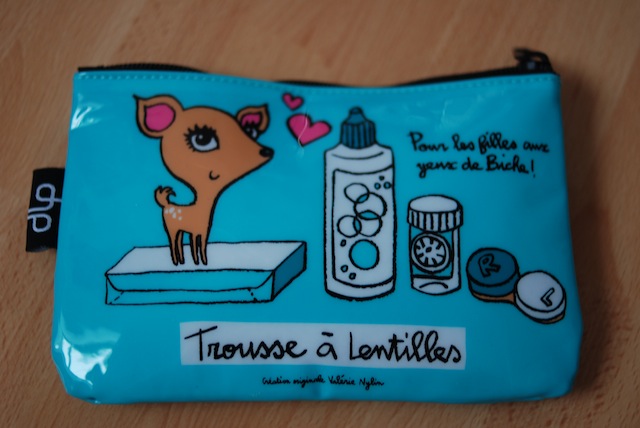 Pour les filles aux
yeux de Biche!
dlp
R
L
Trousse à Lentilles
Création originale Valérie Nylin